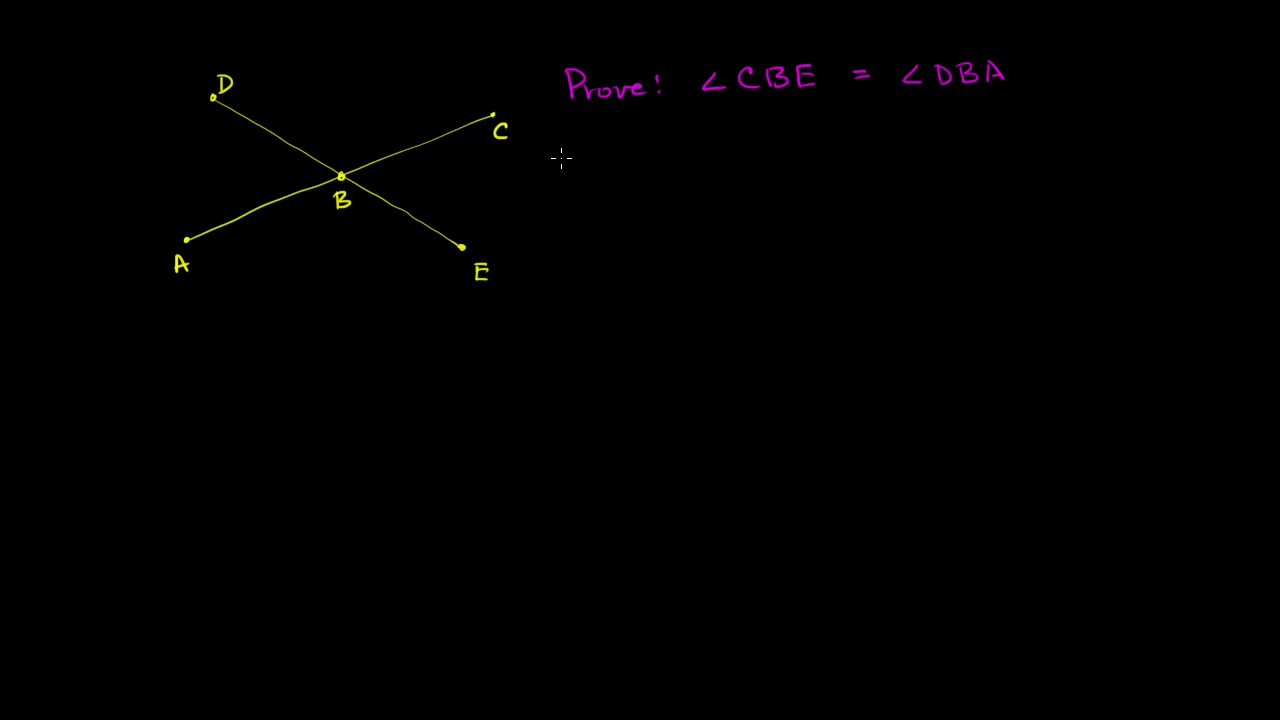 D
Prove: ∠CBE = ∠DBA
C
B
A
E